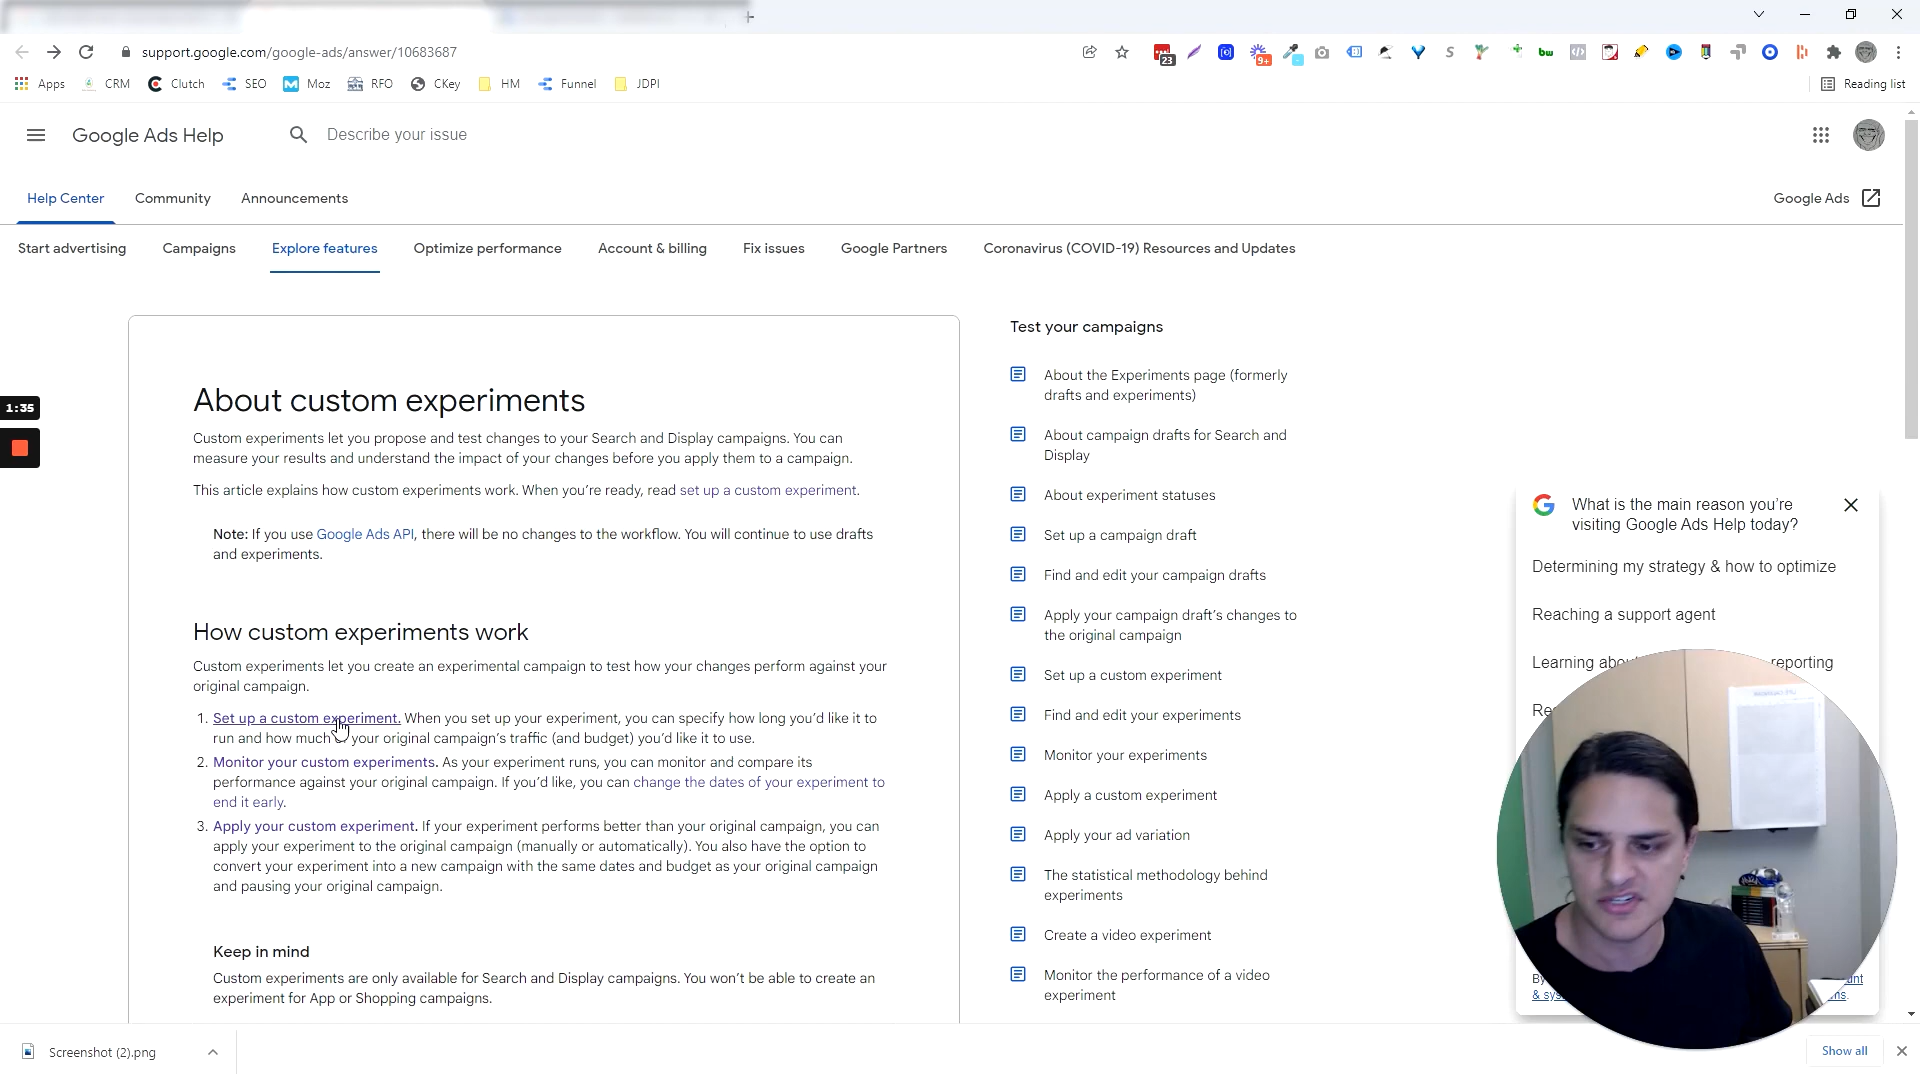 support.google.com/google-ads/answer/10683687
23
9+
bw
Apps
CRM
Clutch
SEO
Moz
RFO
CKey
HM
Funnel
JDPI
Reading list
Google Ads Help
Describe your issue
Help Center
Community
Announcements
Google Ads
Start advertising
Campaigns
Explore features
Optimize performance
Account & billing
Fix issues
Google Partners
Coronavirus (COVID-19) Resources and Updates
1:35
About custom experiments
Custom experiments let you propose and test changes to your Search and Display campaigns. You can
measure your results and understand the impact of your changes before you apply them to a campaign.
This article explains how custom experiments work. When you’re ready, read set up a custom experiment.
Note: If you use Google Ads API, there will be no changes to the workflow. You will continue to use drafts
and experiments.
How custom experiments work
Custom experiments let you create an experimental campaign to test how your changes perform against your
original campaign.
1. Set up a custom experiment. When you set up your experiment, you can specify how long you’d like it to
run and how much your original campaign’s traffic (and budget) you’d like it to use.
2. Monitor your custom experiments. As your experiment runs, you can monitor and compare its
performance against your original campaign. If you’d like, you can change the dates of your experiment to
end it early.
3. Apply your custom experiment. If your experiment performs better than your original campaign, you can
apply your experiment to the original campaign (manually or automatically). You also have the option to
convert your experiment into a new campaign with the same dates and budget as your original campaign
and pausing your original campaign.
Keep in mind
Custom experiments are only available for Search and Display campaigns. You won’t be able to create an
experiment for App or Shopping campaigns.
Test your campaigns
About the Experiments page (formerly
drafts and experiments)
About campaign drafts for Search and
Display
About experiment statuses
Set up a campaign draft
Find and edit your campaign drafts
Apply your campaign draft’s changes to
the original campaign
Set up a custom experiment
Find and edit your experiments
Monitor your experiments
Apply a custom experiment
Apply your ad variation
The statistical methodology behind
experiments
Create a video experiment
Monitor the performance of a video
experiment
What is the main reason you’re
visiting Google Ads Help today?
Determining my strategy & how to optimize
Reaching a support agent
Learning reporting
Screenshot (2).png
Show all